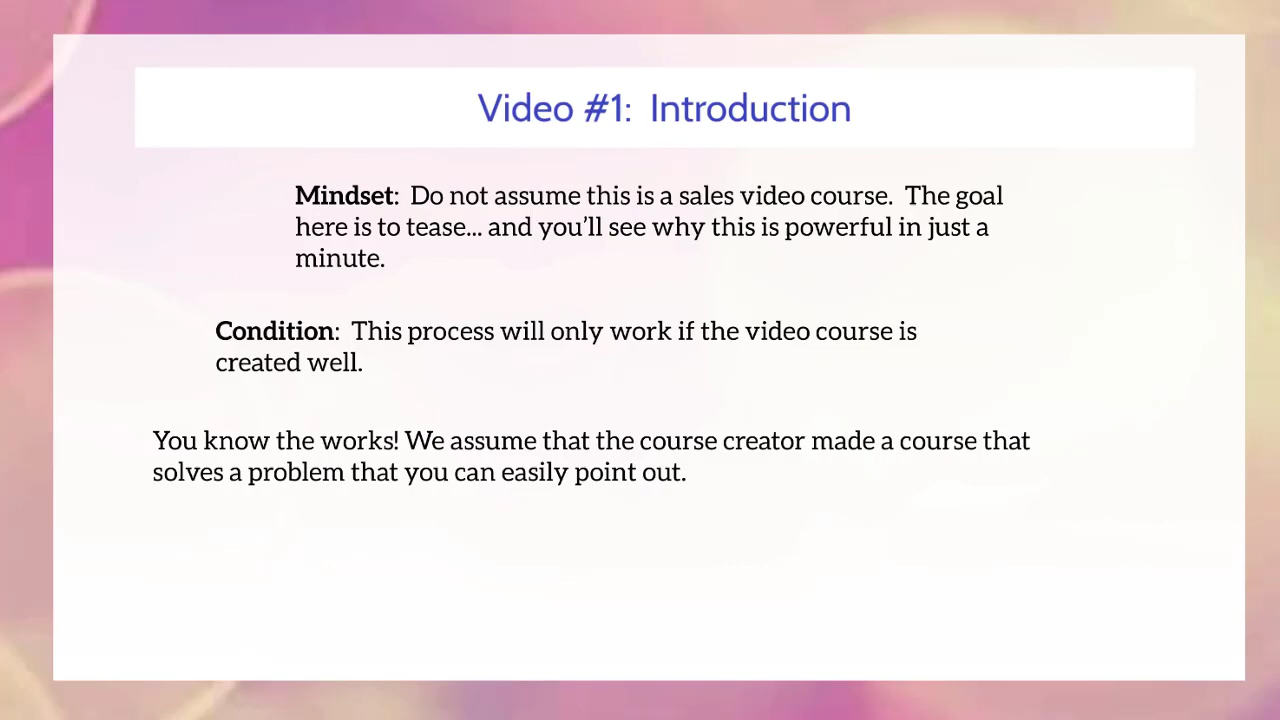 Video #1:  Introduction
Mindset:  Do not assume this is a sales video course.  The goal
here is to tease... and you’ll see why this is powerful in just a
minute.
Condition:  This process will only work if the video course is
created well.
You know the works! We assume that the course creator made a course that
solves a problem that you can easily point out.